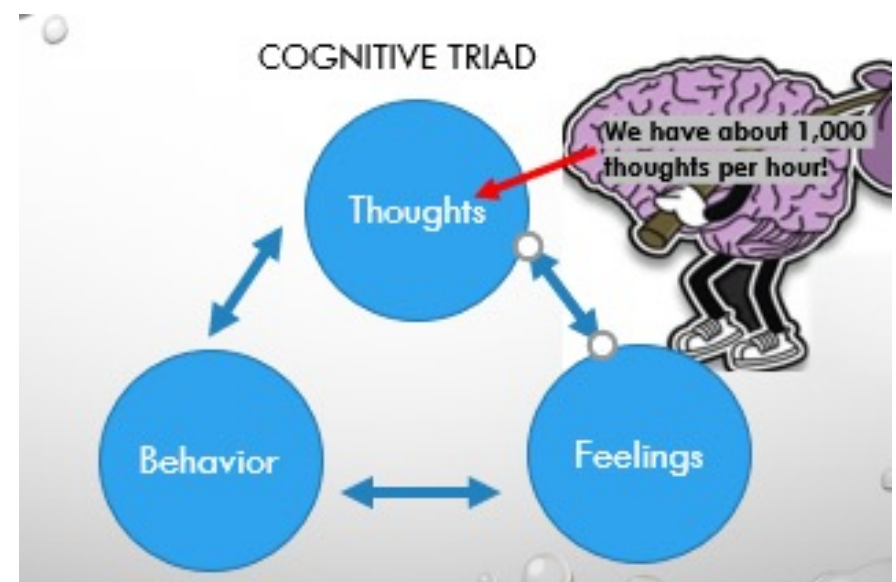 COGNITIVE TRIAD
We have about 1,000
thoughts per hour!
Thoughts
Behavior
Feelings